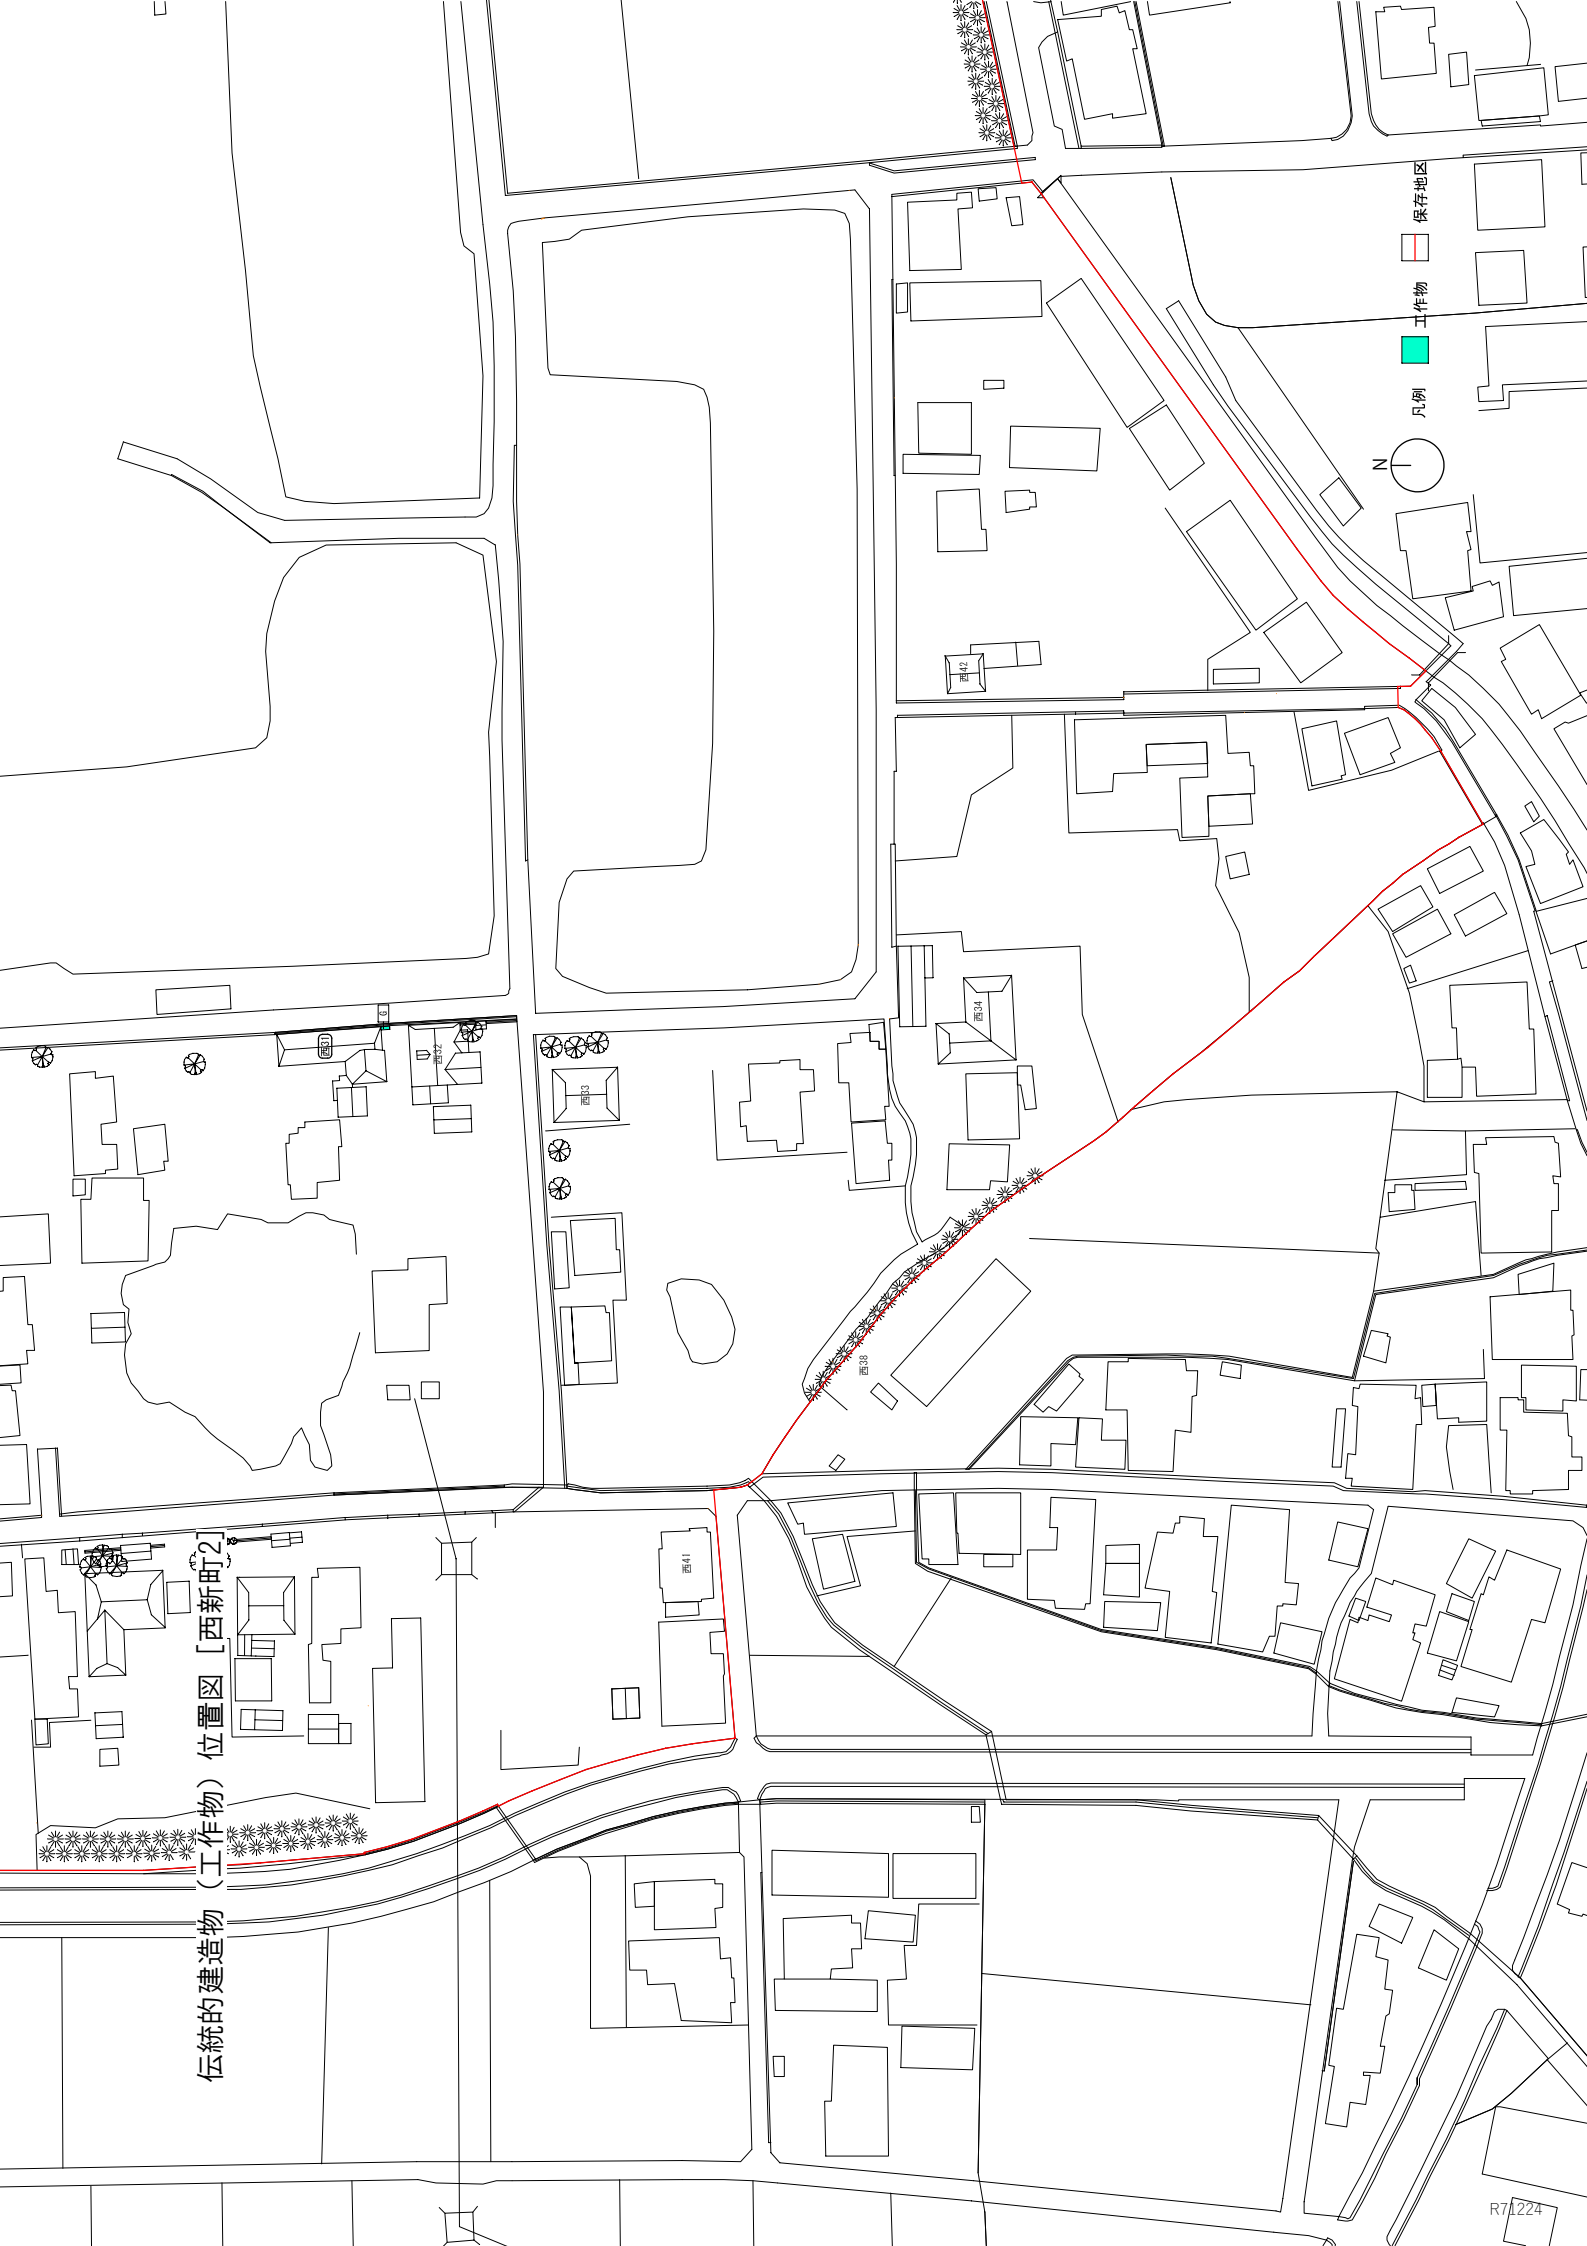 伝統的建造物（工作物）位置図［西新町2］
凡例
工作物
保存地区
N
西31
G
西32
西33
西34
西38
西41
西42
R71224